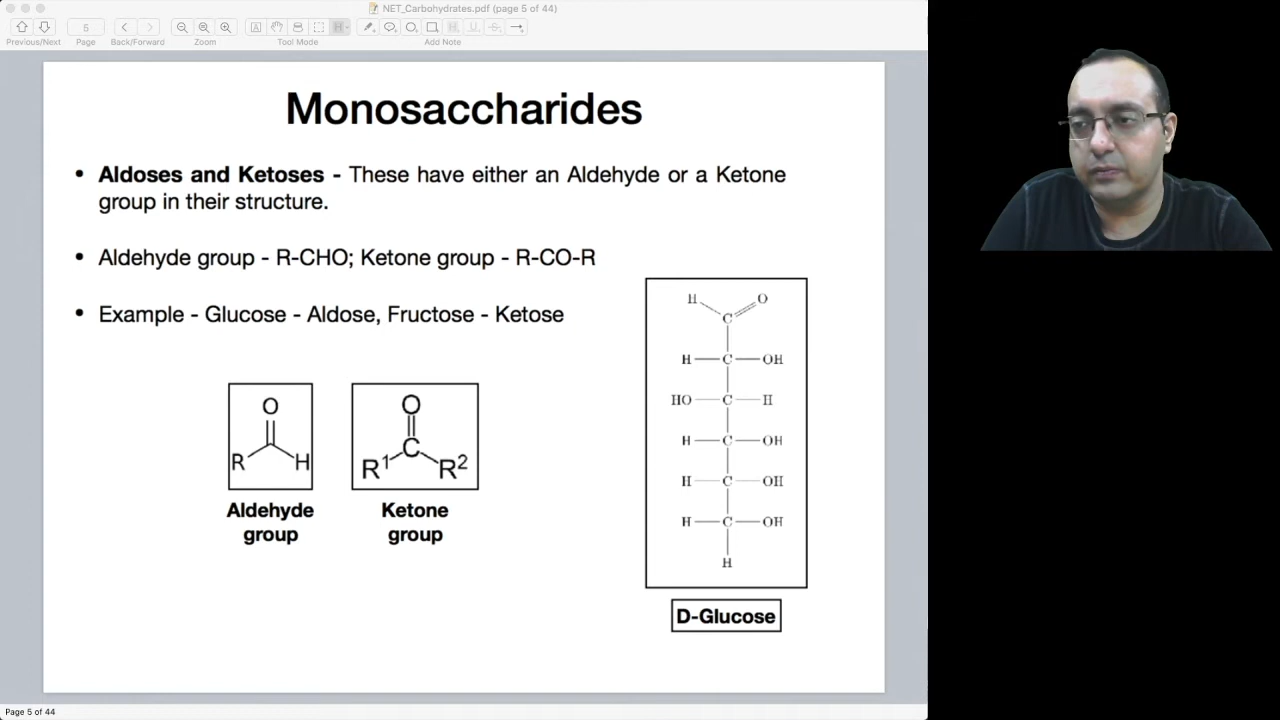 NET_Carbohydrates.pdf (page 5 of 44)
5
Previous/Next Page Back/Forward Zoom Tool Mode Add Note
Monosaccharides
• Aldoses and Ketoses - These have either an Aldehyde or a Ketone
group in their structure.
• Aldehyde group - R-CHO; Ketone group - R-CO-R
• Example - Glucose - Aldose, Fructose - Ketose
O
R H
Aldehyde
group
O
C
R¹ R²
Ketone
group
H O
C
H C OH
HO C H
H C OH
H C OH
H C OH
H
D-Glucose
Page 5 of 44